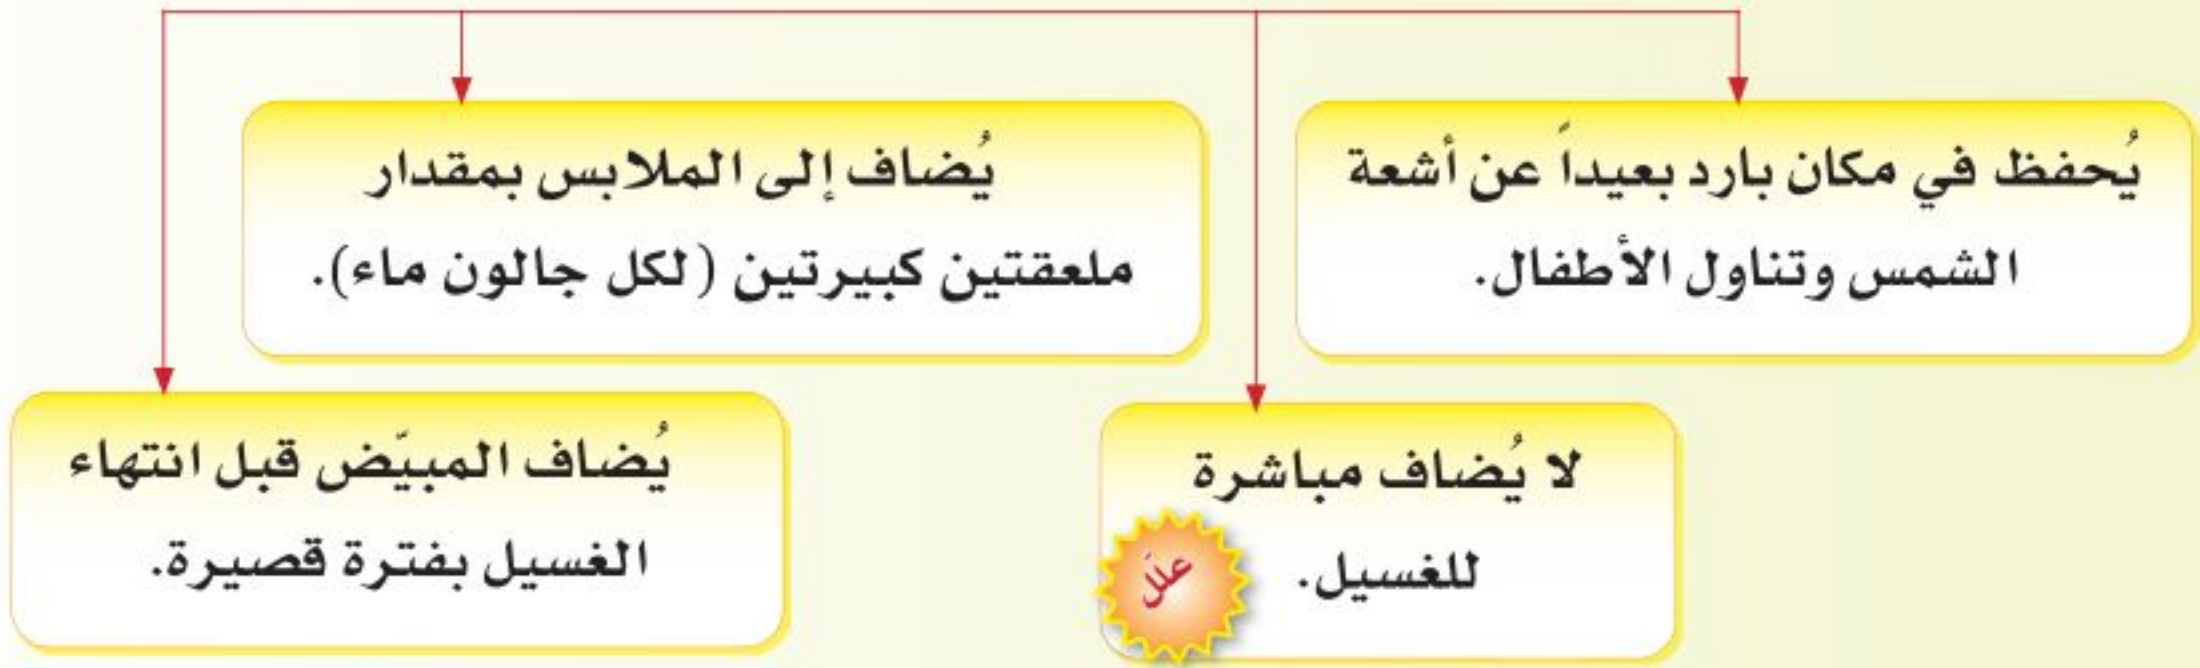 يُحفظ في مكان بارد بعيداً عن أشعة
الشمس وتناول الأطفال.
يُضاف إلى الملابس بمقدار
ملعقتين كبيرتين (لكل جالون ماء).
لا يُضاف مباشرة
للغسيل.
علل
يُضاف المبيّض قبل انتهاء
الغسيل بفترة قصيرة.